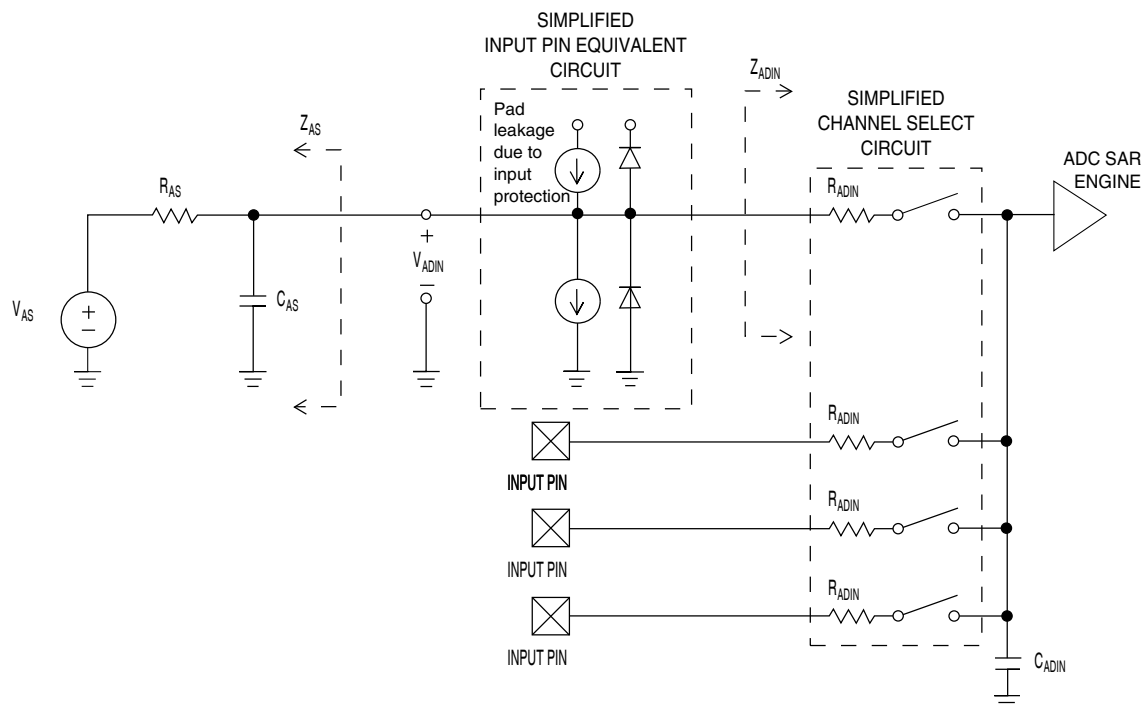 SIMPLIFIED
INPUT PIN EQUIVALENT
CIRCUIT
Pad
leakage
due to
input
protection
Z_AS
Z_ADIN
SIMPLIFIED
CHANNEL SELECT
CIRCUIT
ADC SAR
ENGINE
R_AS
R_ADIN
+
V_ADIN
−
C_AS
V_AS
+
−
R_ADIN
INPUT PIN
R_ADIN
INPUT PIN
R_ADIN
INPUT PIN
C_ADIN